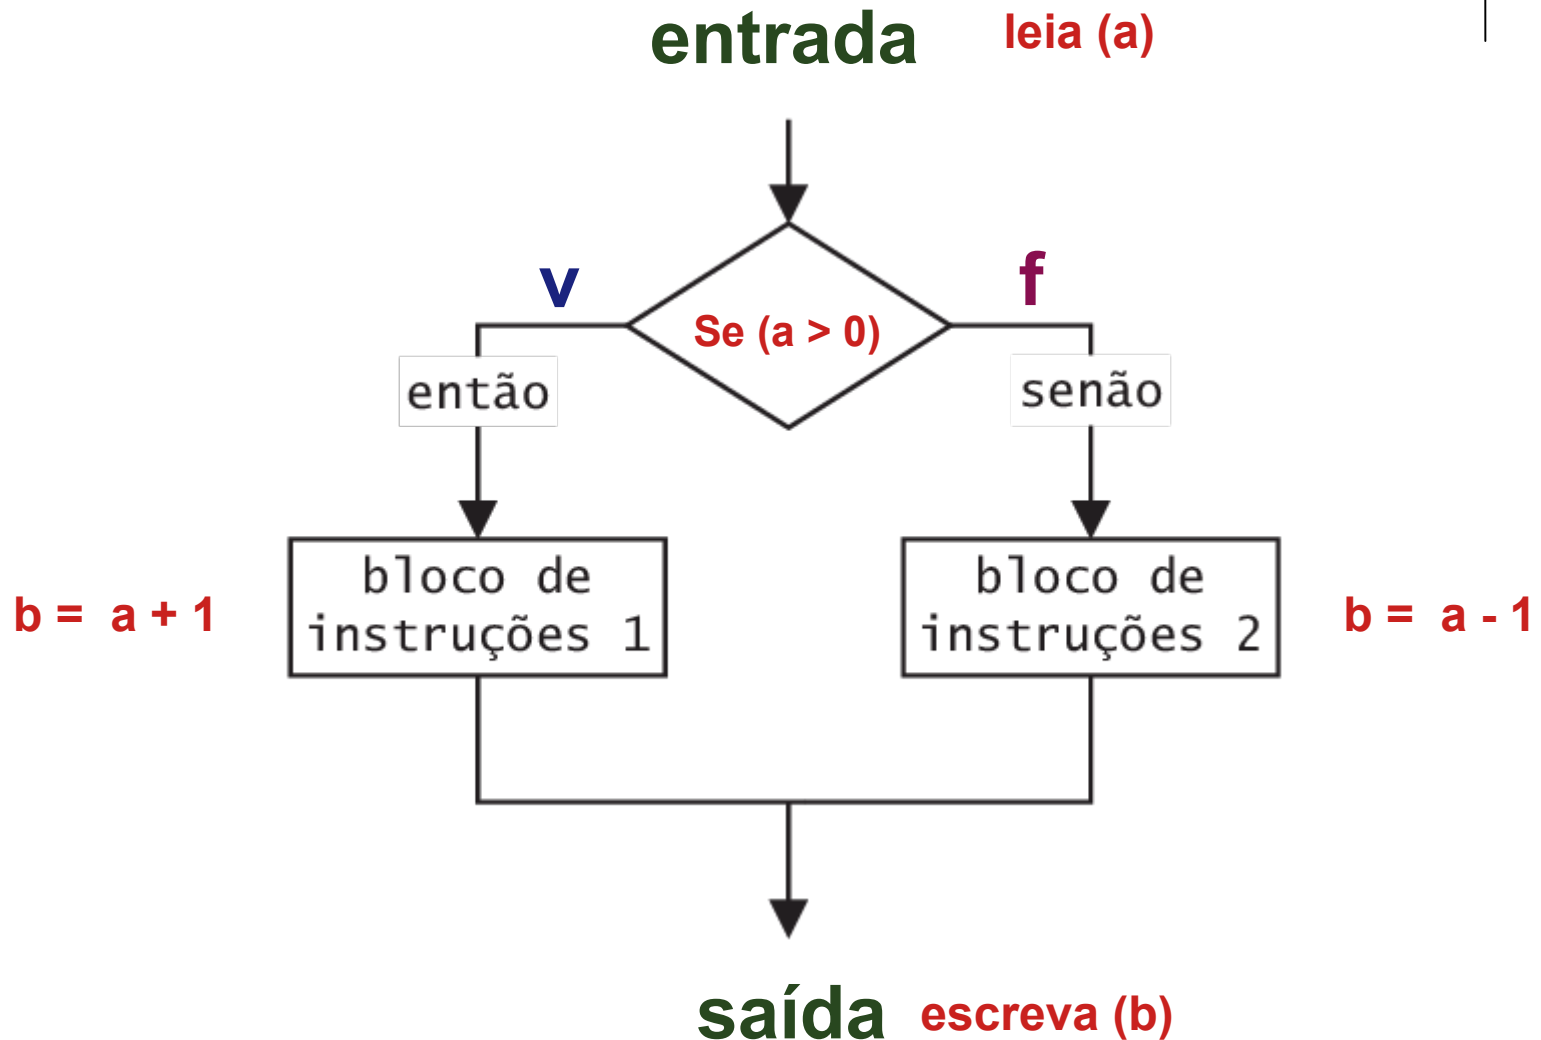 entrada leia (a)
v f
Se (a > 0)
então senão
bloco de
instruções 1
bloco de
instruções 2
b = a + 1
b = a - 1
saída escreva (b)